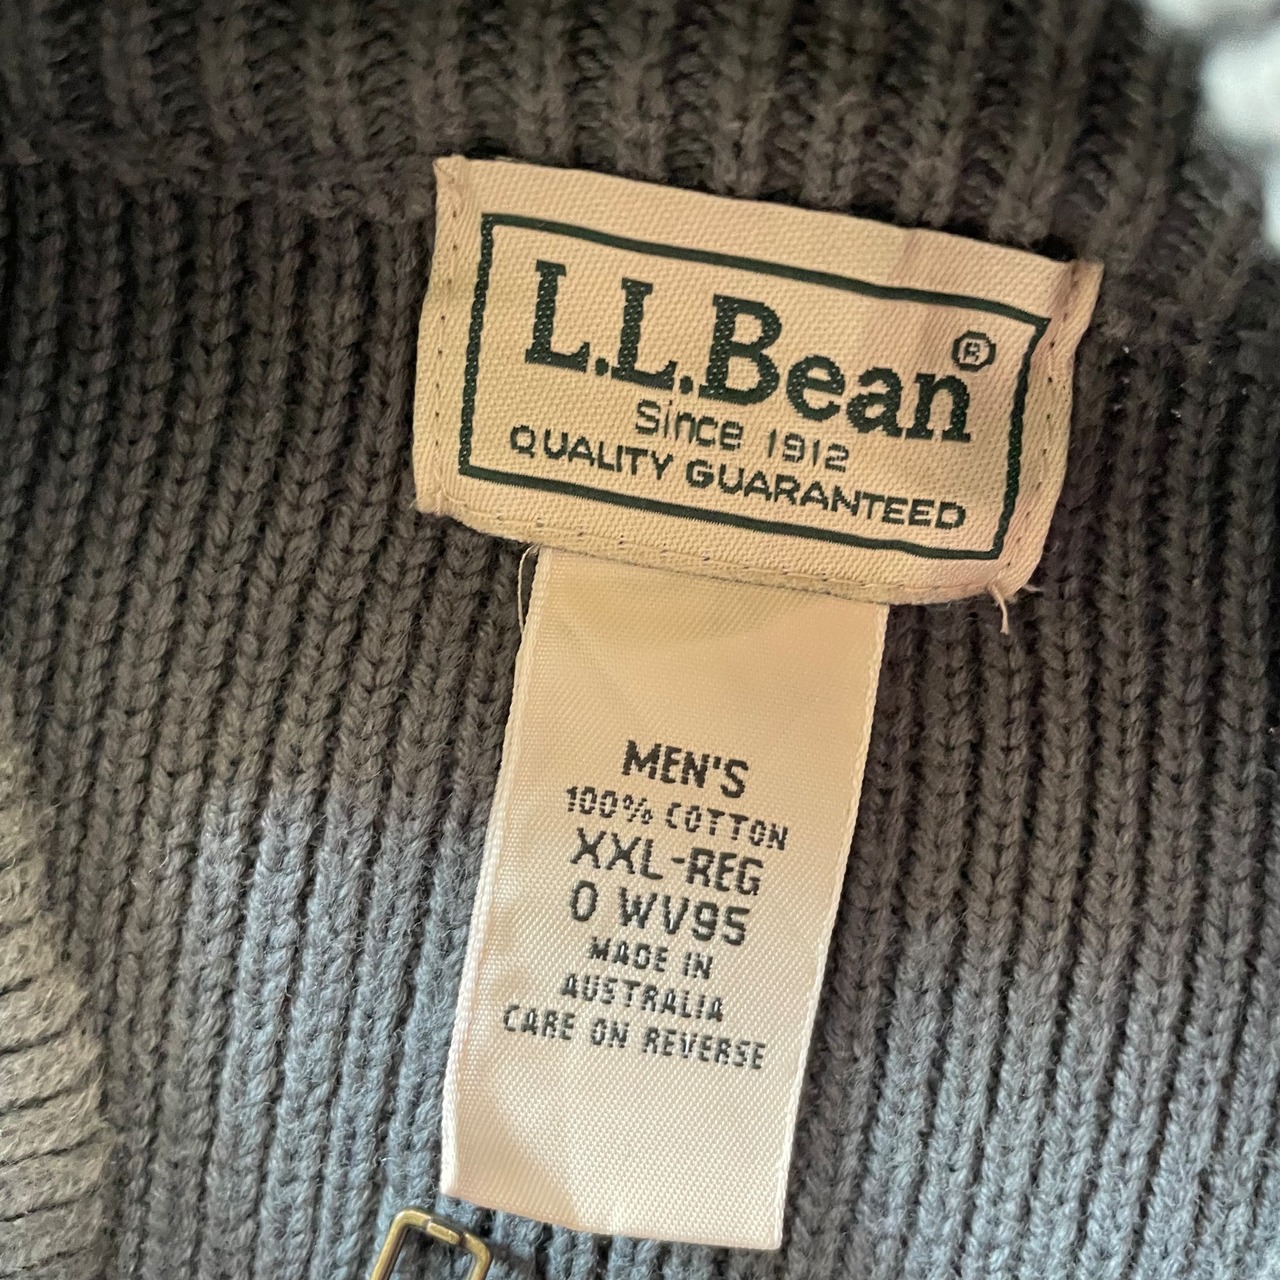 L.L.Bean®
Since 1912
QUALITY GUARANTEED
MEN'S
100% COTTON
XXL-REG
0 WV95
MADE IN
AUSTRALIA
CARE ON REVERSE